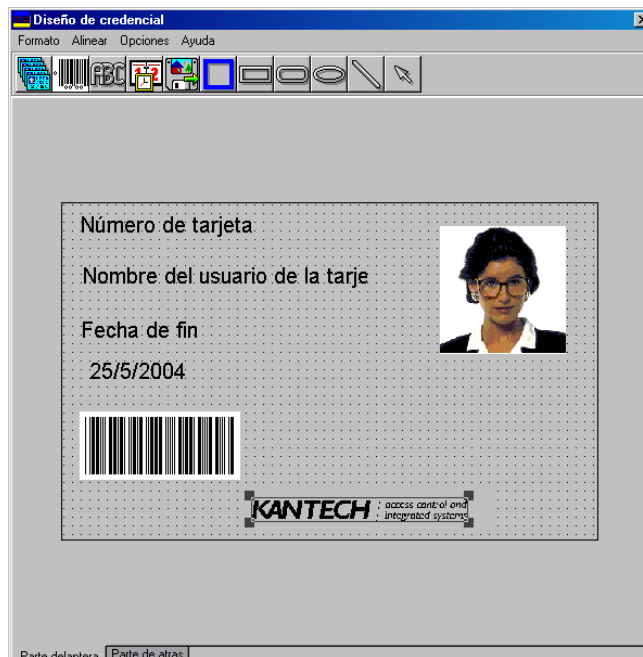 Diseño de credencial
Formato Alinear Opciones Ayuda
ABC
Número de tarjeta
Nombre del usuario de la tarje
Fecha de fin
25/5/2004
KANTECH
access control and
integrated systems
Parte delantera Parte de atras